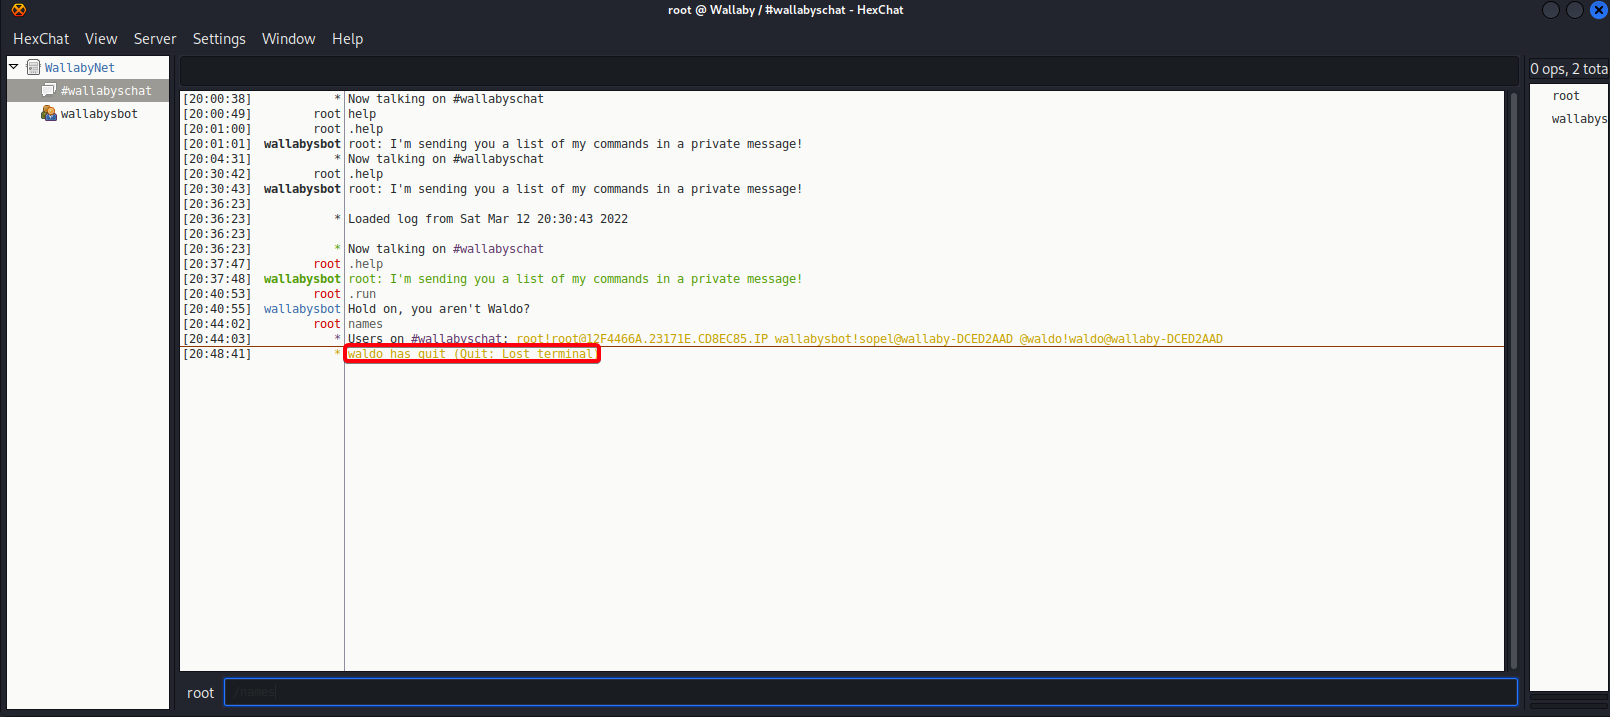 root @ Wallaby / #wallabyschat - HexChat
HexChat View Server Settings Window Help
WallabyNet
#wallabyschat
wallabysbot
[20:00:38] * Now talking on #wallabyschat
[20:00:49] root help
[20:01:00] root .help
[20:01:01] wallabysbot root: I'm sending you a list of my commands in a private message!
[20:04:31] * Now talking on #wallabyschat
[20:30:42] root .help
[20:30:43] wallabysbot root: I'm sending you a list of my commands in a private message!
[20:36:23]
[20:36:23] * Loaded log from Sat Mar 12 20:30:43 2022
[20:36:23]
[20:36:23] * Now talking on #wallabyschat
[20:37:47] root .help
[20:37:48] wallabysbot root: I'm sending you a list of my commands in a private message!
[20:40:53] root .run
[20:40:55] wallabysbot Hold on, you aren't Waldo?
[20:44:02] root names
[20:44:03] * Users on #wallabyschat: root!root@12F4466A.23171E.CD8EC85.IP wallabysbot!sopel@wallaby-DCED2AAD @waldo!waldo@wallaby-DCED2AAD
[20:48:41] * waldo has quit (Quit: Lost terminal)
0 ops, 2 tota
root
wallabys
root /names